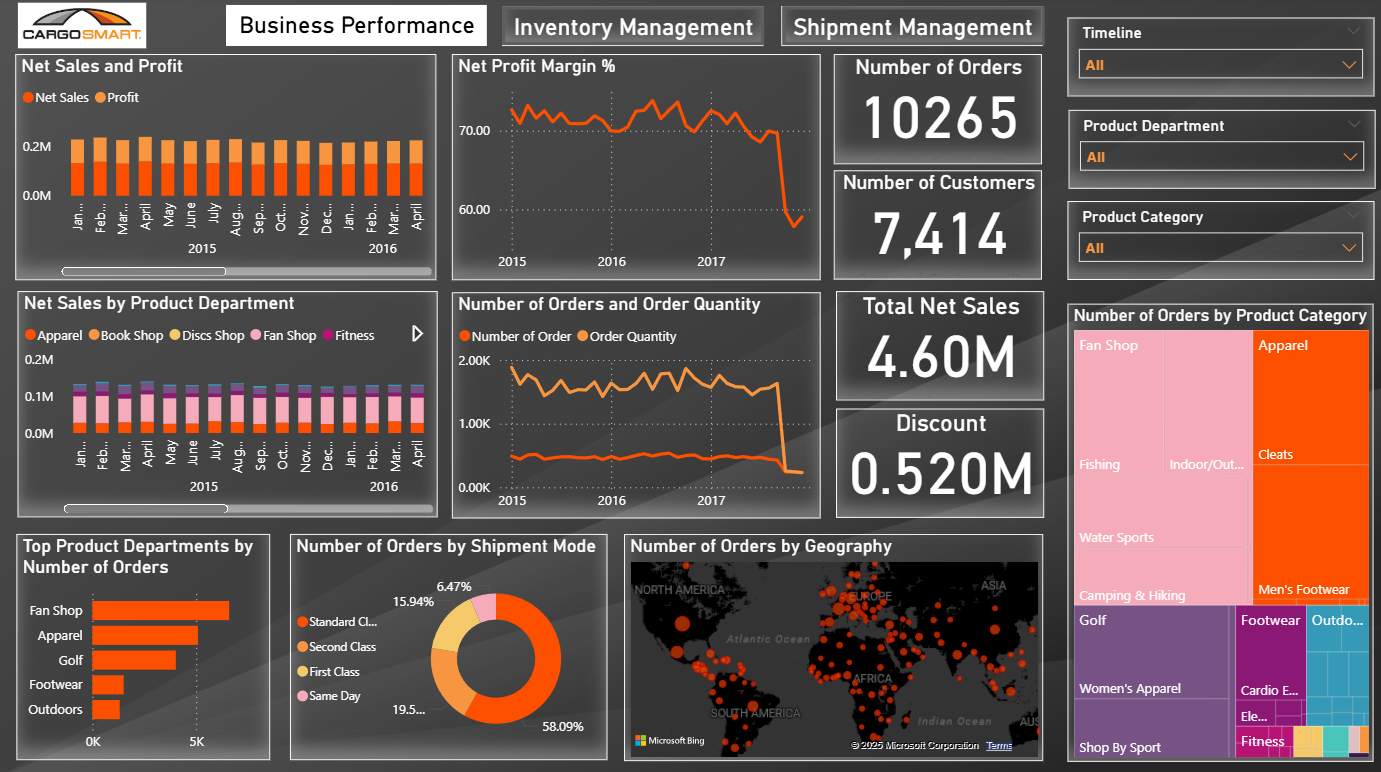 CARGOSMART.
Business Performance
Inventory Management
Shipment Management
Timeline
All
Product Department
All
Product Category
All
Net Sales and Profit
Net Sales
Profit
0.2M
0.0M
Jan...
Feb...
Mar...
April
May
June
July
Aug...
Sep...
Oct...
Nov...
Dec...
Jan...
Feb...
Mar...
April
2015
2016
Net Profit Margin %
70.00
60.00
2015
2016
2017
Number of Orders
10265
Number of Customers
7,414
Net Sales by Product Department
Apparel
Book Shop
Discs Shop
Fan Shop
Fitness
0.2M
0.1M
0.0M
Jan...
Feb...
Mar...
April
May
June
July
Aug...
Sep...
Oct...
Nov...
Dec...
Jan...
Feb...
Mar...
April
2015
2016
Number of Orders and Order Quantity
Number of Order
Order Quantity
2.00K
1.00K
0.00K
2015
2016
2017
Total Net Sales
4.60M
Discount
0.520M
Number of Orders by Product Category
Fan Shop
Fishing
Indoor/Out...
Water Sports
Camping & Hiking
Apparel
Cleats
Men's Footwear
Golf
Women's Apparel
Shop By Sport
Footwear
Cardio E...
Ele...
Outdo...
Fitness
Top Product Departments by
Number of Orders
Fan Shop
Apparel
Golf
Footwear
Outdoors
0K
5K
Number of Orders by Shipment Mode
Standard Cl...
Second Class
First Class
Same Day
6.47%
15.94%
19.5...
58.09%
Number of Orders by Geography
NORTH AMERICA
EUROPE
ASIA
Atlantic Ocean
AFRICA
SOUTH AMERICA
Indian Ocean
AUS
Microsoft Bing
© 2025 Microsoft Corporation
Terms